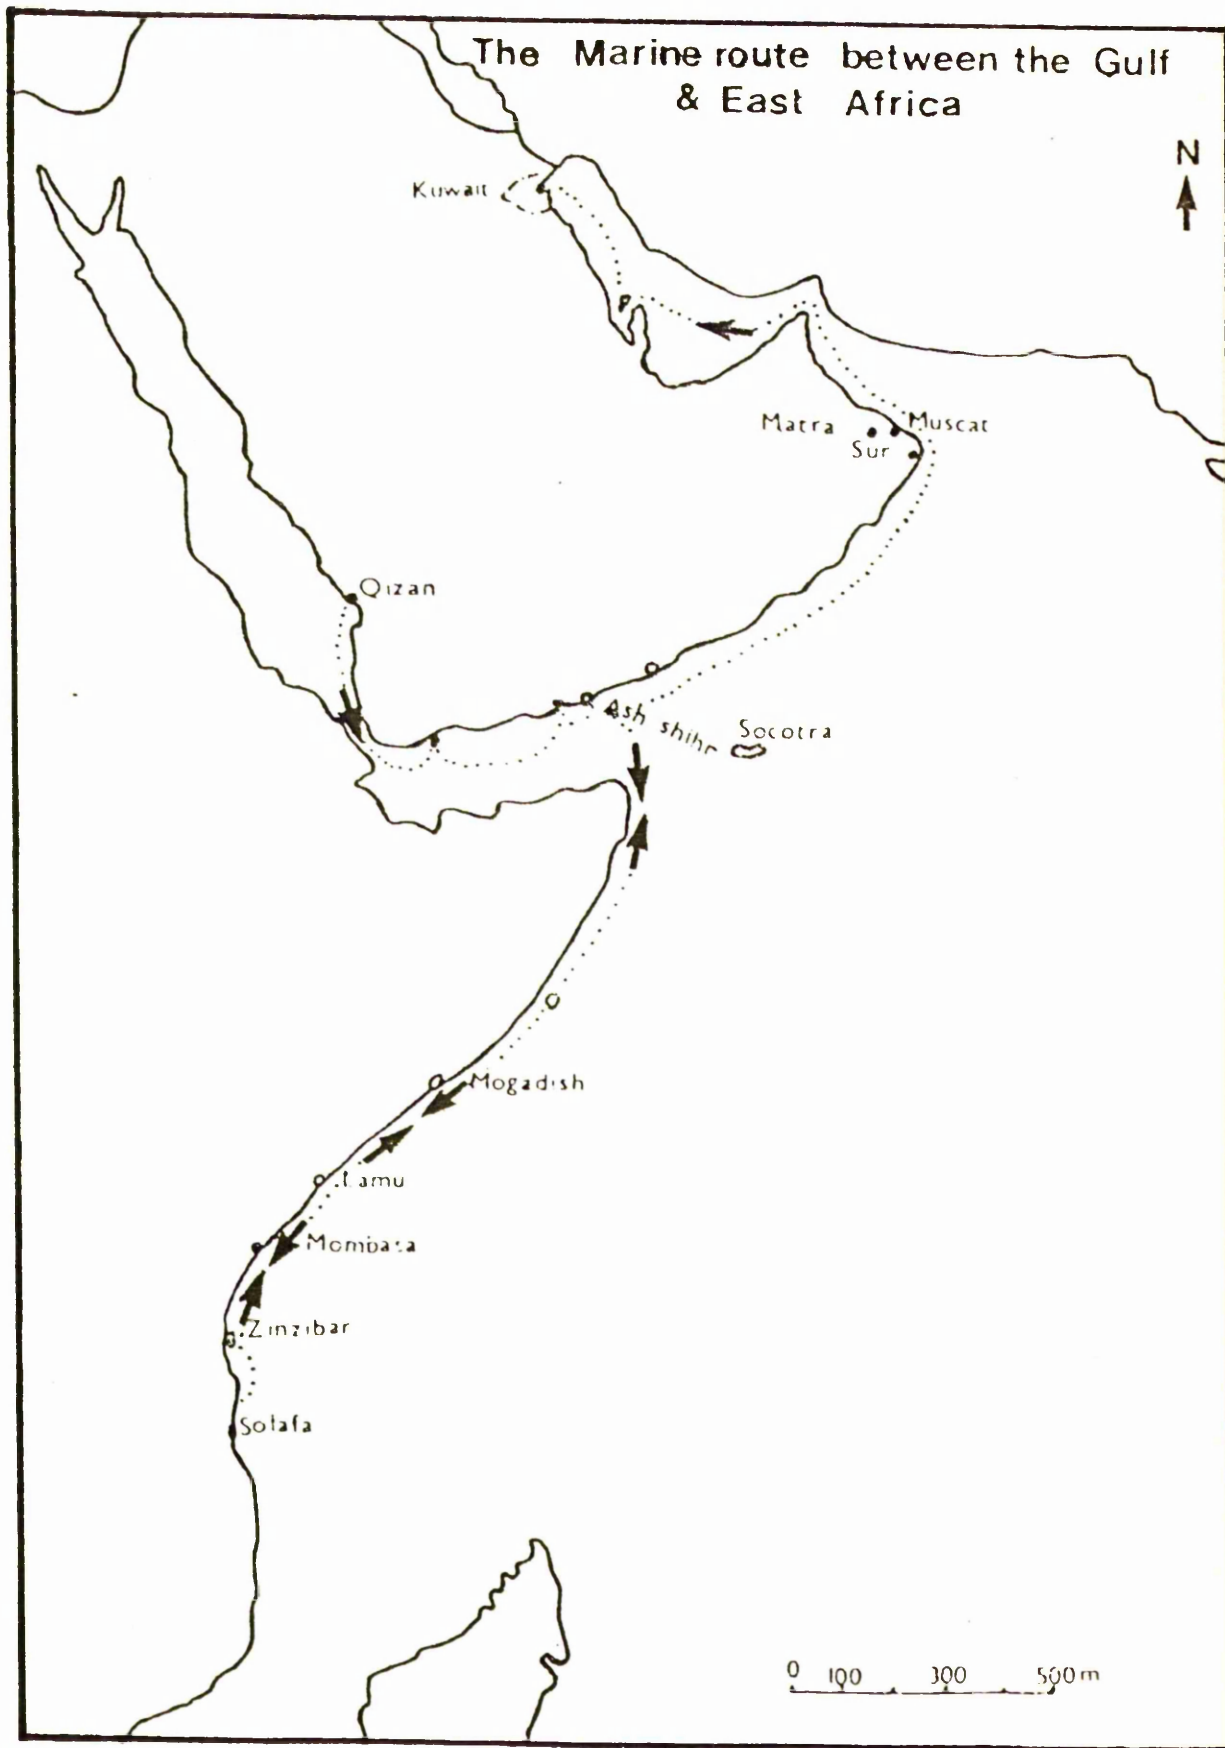 The Marine route between the Gulf
& East Africa
N
Kuwait
Matra
Muscat
Sur
Qizan
Ash shihr
Socotra
Mogadish
Lamu
Mombasa
Zinzibar
Solafa
0 100 300 500m